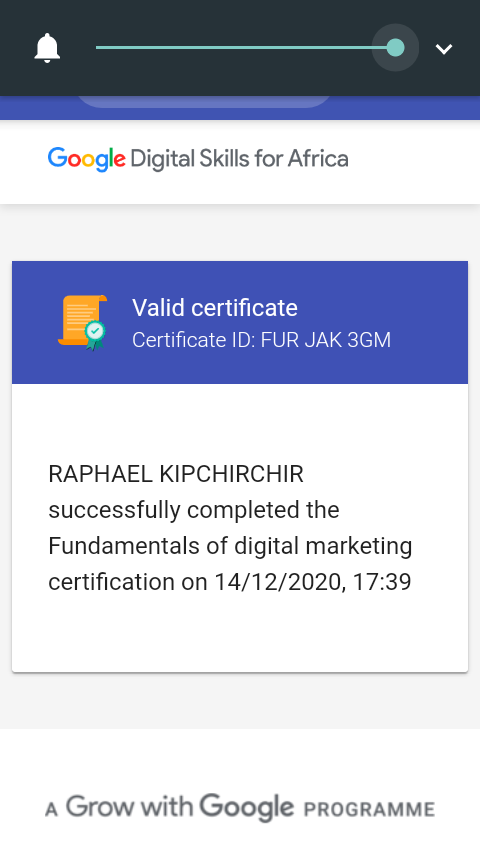 Google Digital Skills for Africa
Valid certificate
Certificate ID: FUR JAK 3GM
RAPHAEL KIPCHIRCHIR
successfully completed the
Fundamentals of digital marketing
certification on 14/12/2020, 17:39
A Grow with Google PROGRAMME